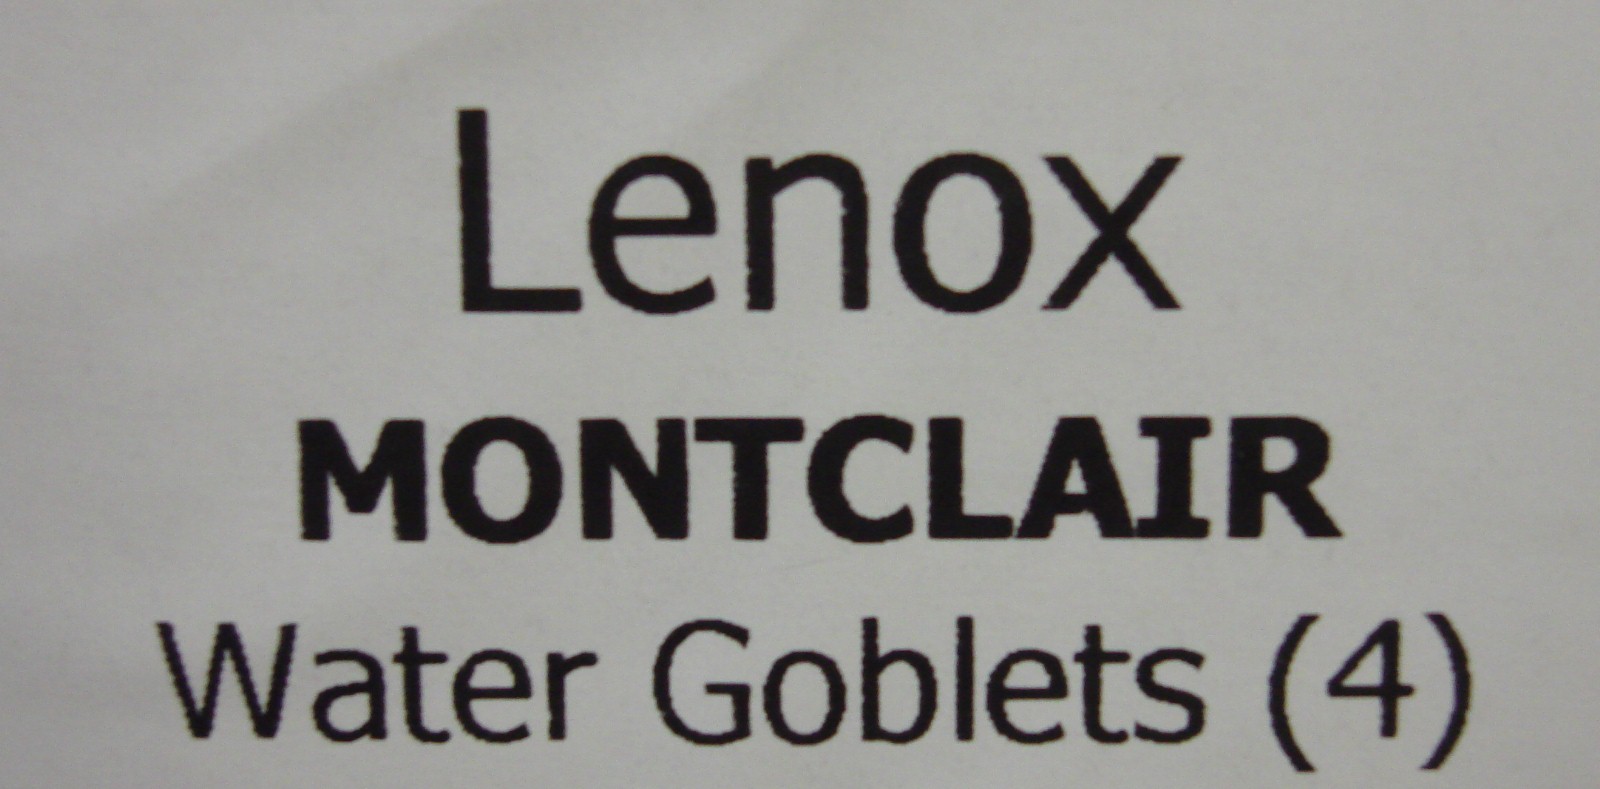 Lenox
MONTCLAIR
Water Goblets (4)